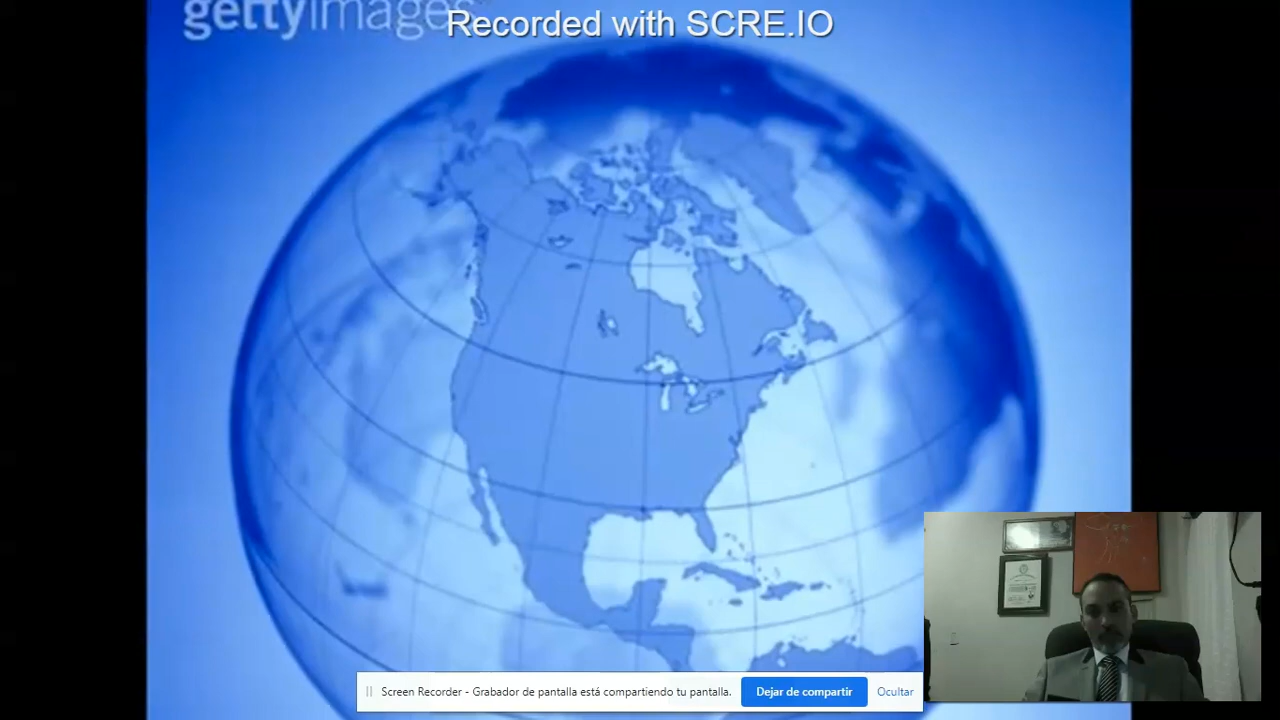 gettyimages
Recorded with SCRE.IO
Screen Recorder - Grabador de pantalla está compartiendo tu pantalla.
Dejar de compartir
Ocultar